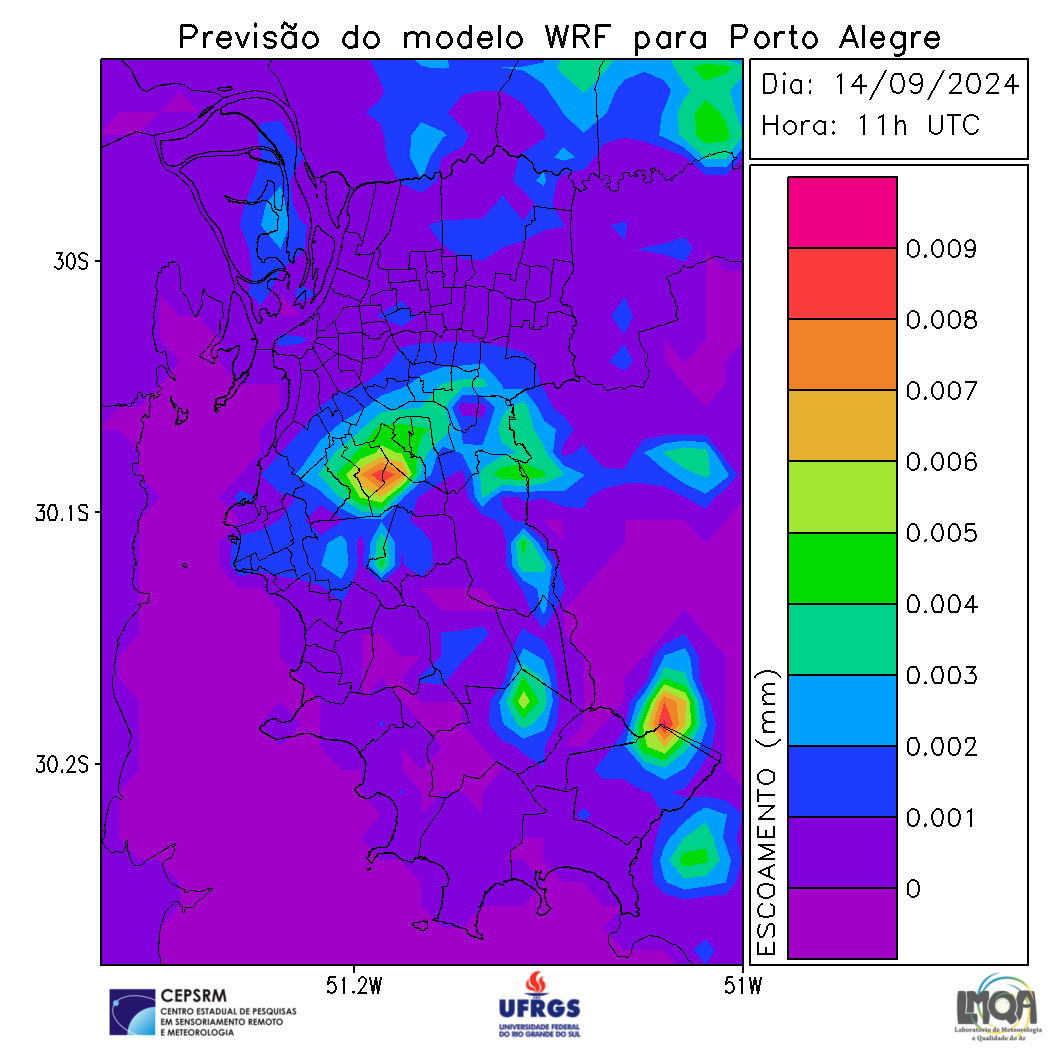 Previsão do modelo WRF para Porto Alegre
Dia: 14/09/2024
Hora: 11h UTC
0.009
0.008
0.007
0.006
0.005
0.004
0.003
0.002
0.001
0
ESCOAMENTO (mm)
30S
30.1S
30.2S
51.2W
51W
CEPSRM
CENTRO ESTADUAL DE PESQUISAS
EM SENSORIAMENTO REMOTO
E METEOROLOGIA
UFRGS
UNIVERSIDADE FEDERAL
DO RIO GRANDE DO SUL
LMQA
Laboratório de Meteorologia
e Qualidade do Ar